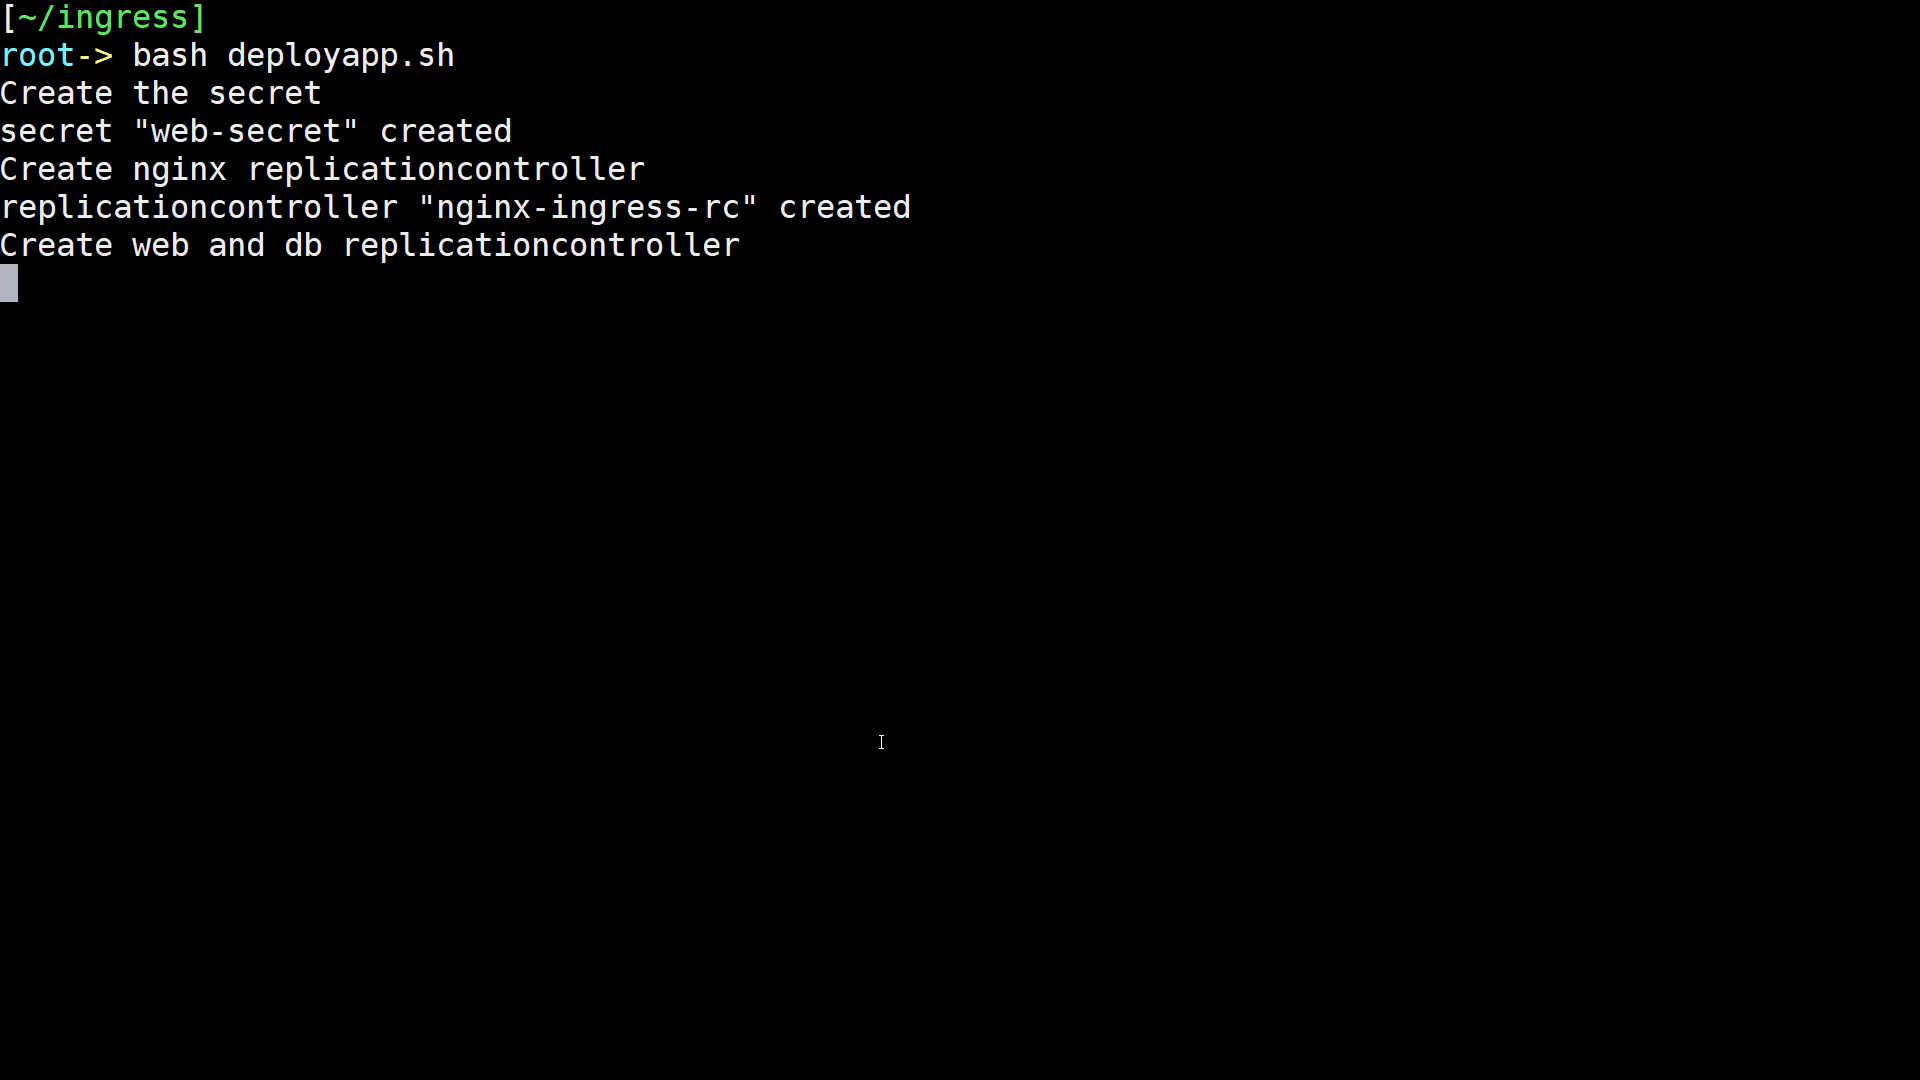 [~/ingress]
root-> bash deployapp.sh
Create the secret
secret "web-secret" created
Create nginx replicationcontroller
replicationcontroller "nginx-ingress-rc" created
Create web and db replicationcontroller